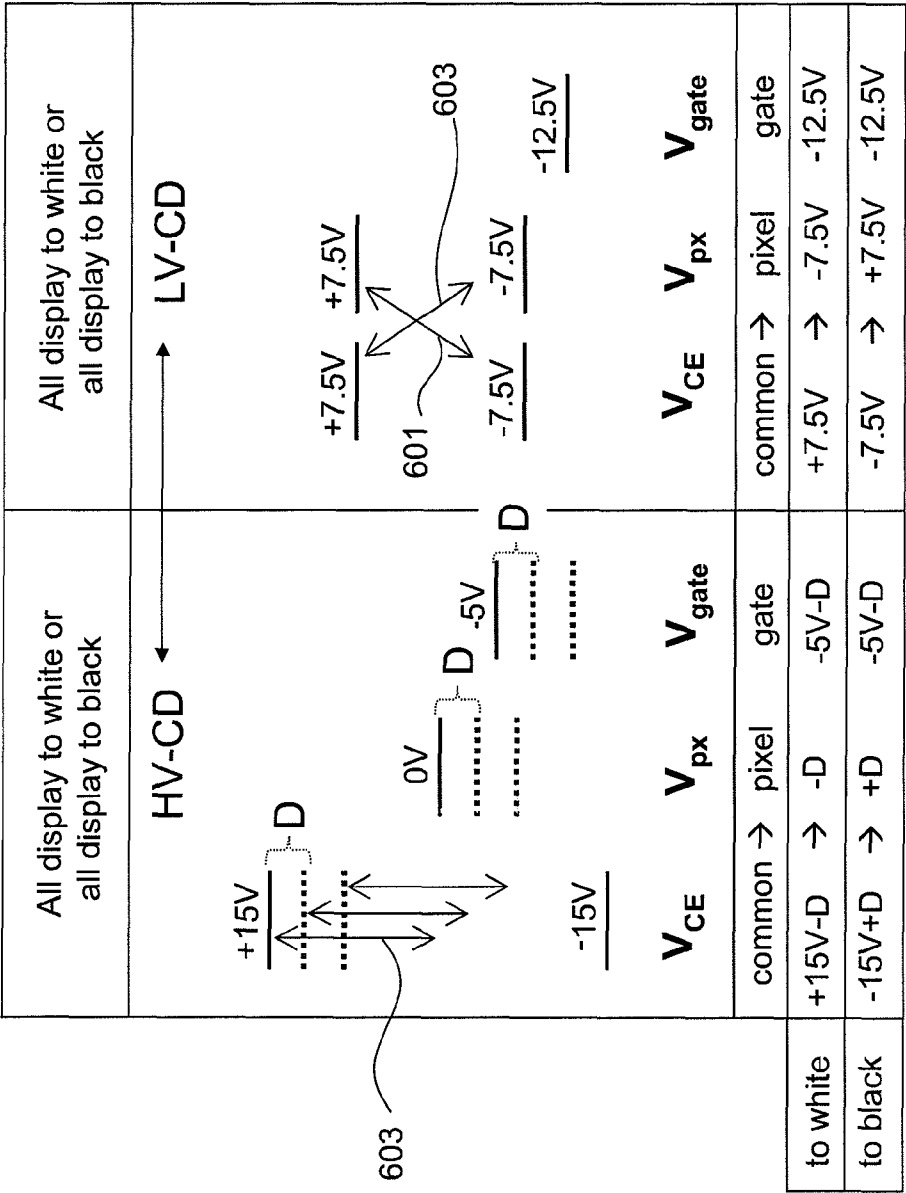 All display to white or
all display to black
All display to white or
all display to black
HV-CD
LV-CD
603
+15V
D
-15V
V_CE
0V
D
V_px
-5V
D
V_gate
+7.5V
+7.5V
601
603
-7.5V
-7.5V
-12.5V
V_CE
V_px
V_gate
common → pixel gate common → pixel gate
to white +15V-D → -D -5V-D +7.5V → -7.5V -12.5V
to black -15V+D → +D -5V-D -7.5V → +7.5V -12.5V